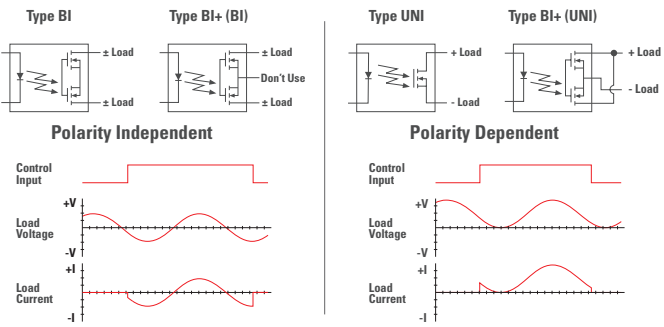 Type BI
Type BI+ (BI)
Type UNI
Type BI+ (UNI)
± Load
± Load
± Load
Don't Use
± Load
+ Load
- Load
+ Load
- Load
Polarity Independent
Polarity Dependent
Control
Input
+V
Load
Voltage
-V
+I
Load
Current
-I
Control
Input
+V
Load
Voltage
-V
+I
Load
Current
-I